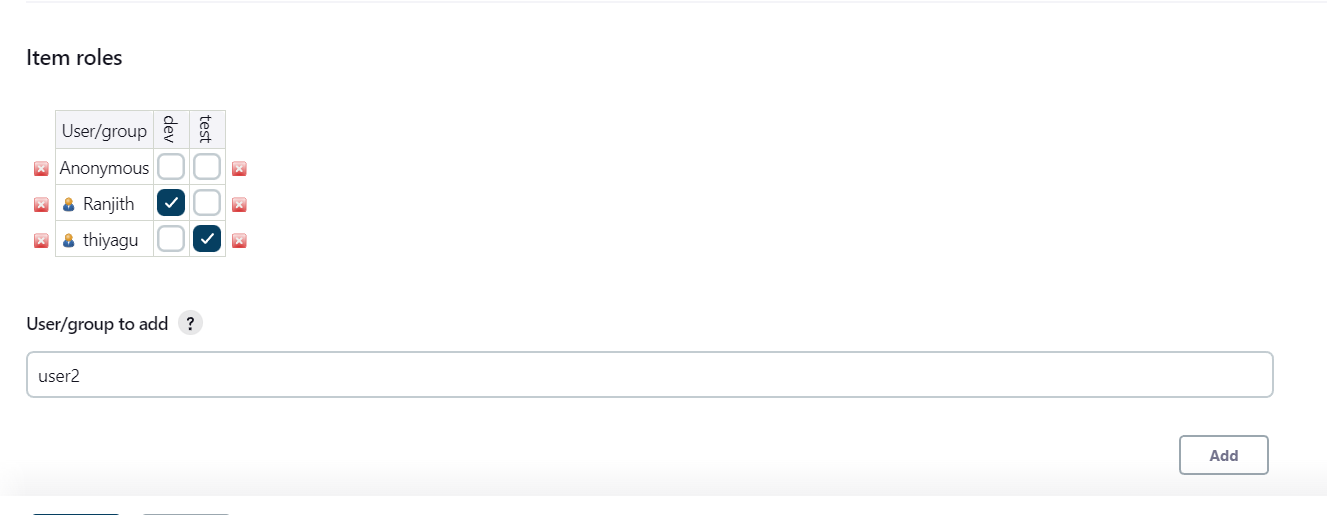 Item roles
User/group dev test
Anonymous
Ranjith
thiyagu
User/group to add ?
user2
Add